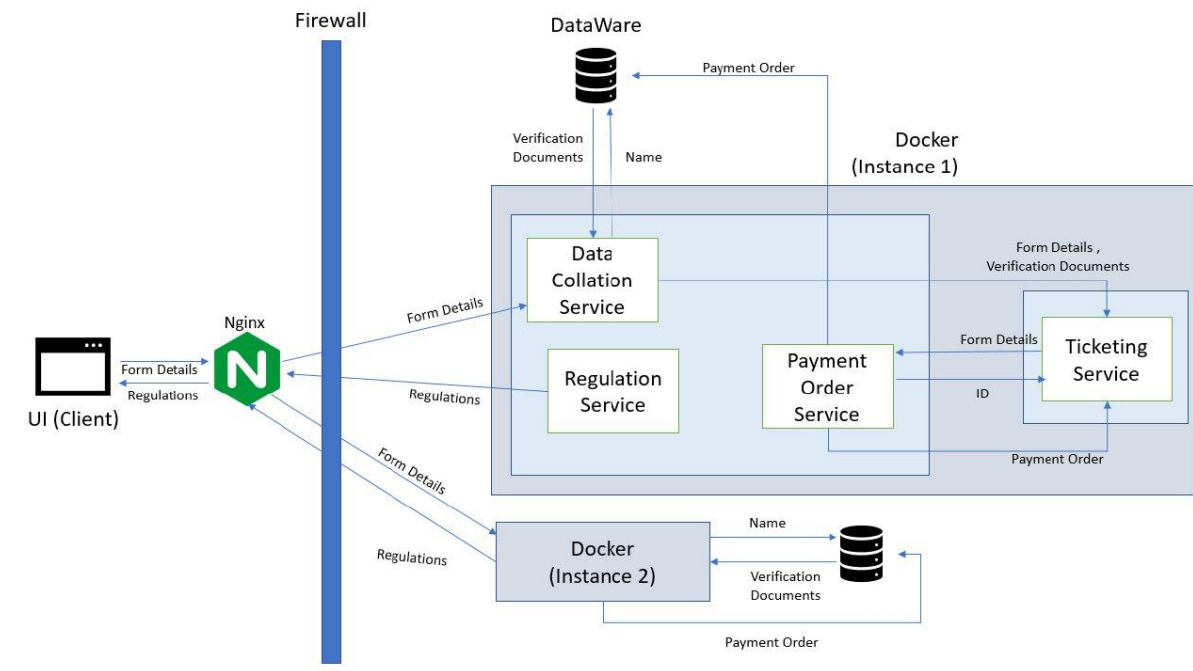 Firewall
DataWare
Payment Order
Verification
Documents
Name
Docker
(Instance 1)
Data
Collation
Service
Form Details ,
Verification Documents
Form Details
Nginx
N
Form Details
Regulations
UI (Client)
Regulations
Regulation
Service
Payment
Order
Service
Form Details
ID
Ticketing
Service
Payment Order
Form Details
Regulations
Docker
(Instance 2)
Name
Verification
Documents
Payment Order